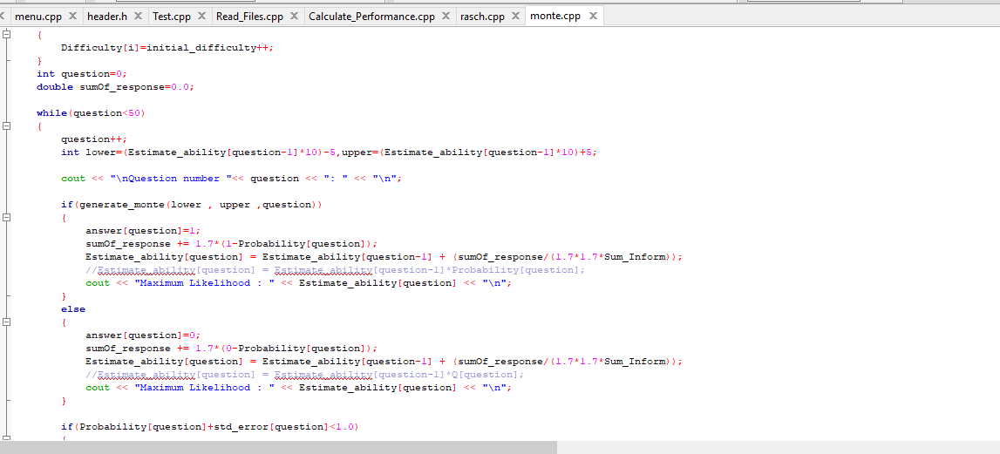 menu.cpp header.h Test.cpp Read_Files.cpp Calculate_Performance.cpp rasch.cpp monte.cpp
{
Difficulty[i]=initial_difficulty++;
}
int question=0;
double sumOf_response=0.0;
while(question<50)
{
question++;
int lower=(Estimate_ability[question-1]*10)-5,upper=(Estimate_ability[question-1]*10)+5;
cout << "\nQuestion number "<< question << ": " << "\n";
if(generate_monte(lower , upper ,question))
{
answer[question]=1;
sumOf_response += 1.7*(1-Probability[question]);
Estimate_ability[question] = Estimate_ability[question-1] + (sumOf_response/(1.7*1.7*Sum_Inform));
//Estimate_ability[question] = Estimate_ability[question-1]*Probability[question];
cout << "Maximum Likelihood : " << Estimate_ability[question] << "\n";
}
else
{
answer[question]=0;
sumOf_response += 1.7*(0-Probability[question]);
Estimate_ability[question] = Estimate_ability[question-1] + (sumOf_response/(1.7*1.7*Sum_Inform));
//Estimate_ability[question] = Estimate_ability[question-1]*Q[question];
cout << "Maximum Likelihood : " << Estimate_ability[question] << "\n";
}
if(Probability[question]+std_error[question]<1.0)
{